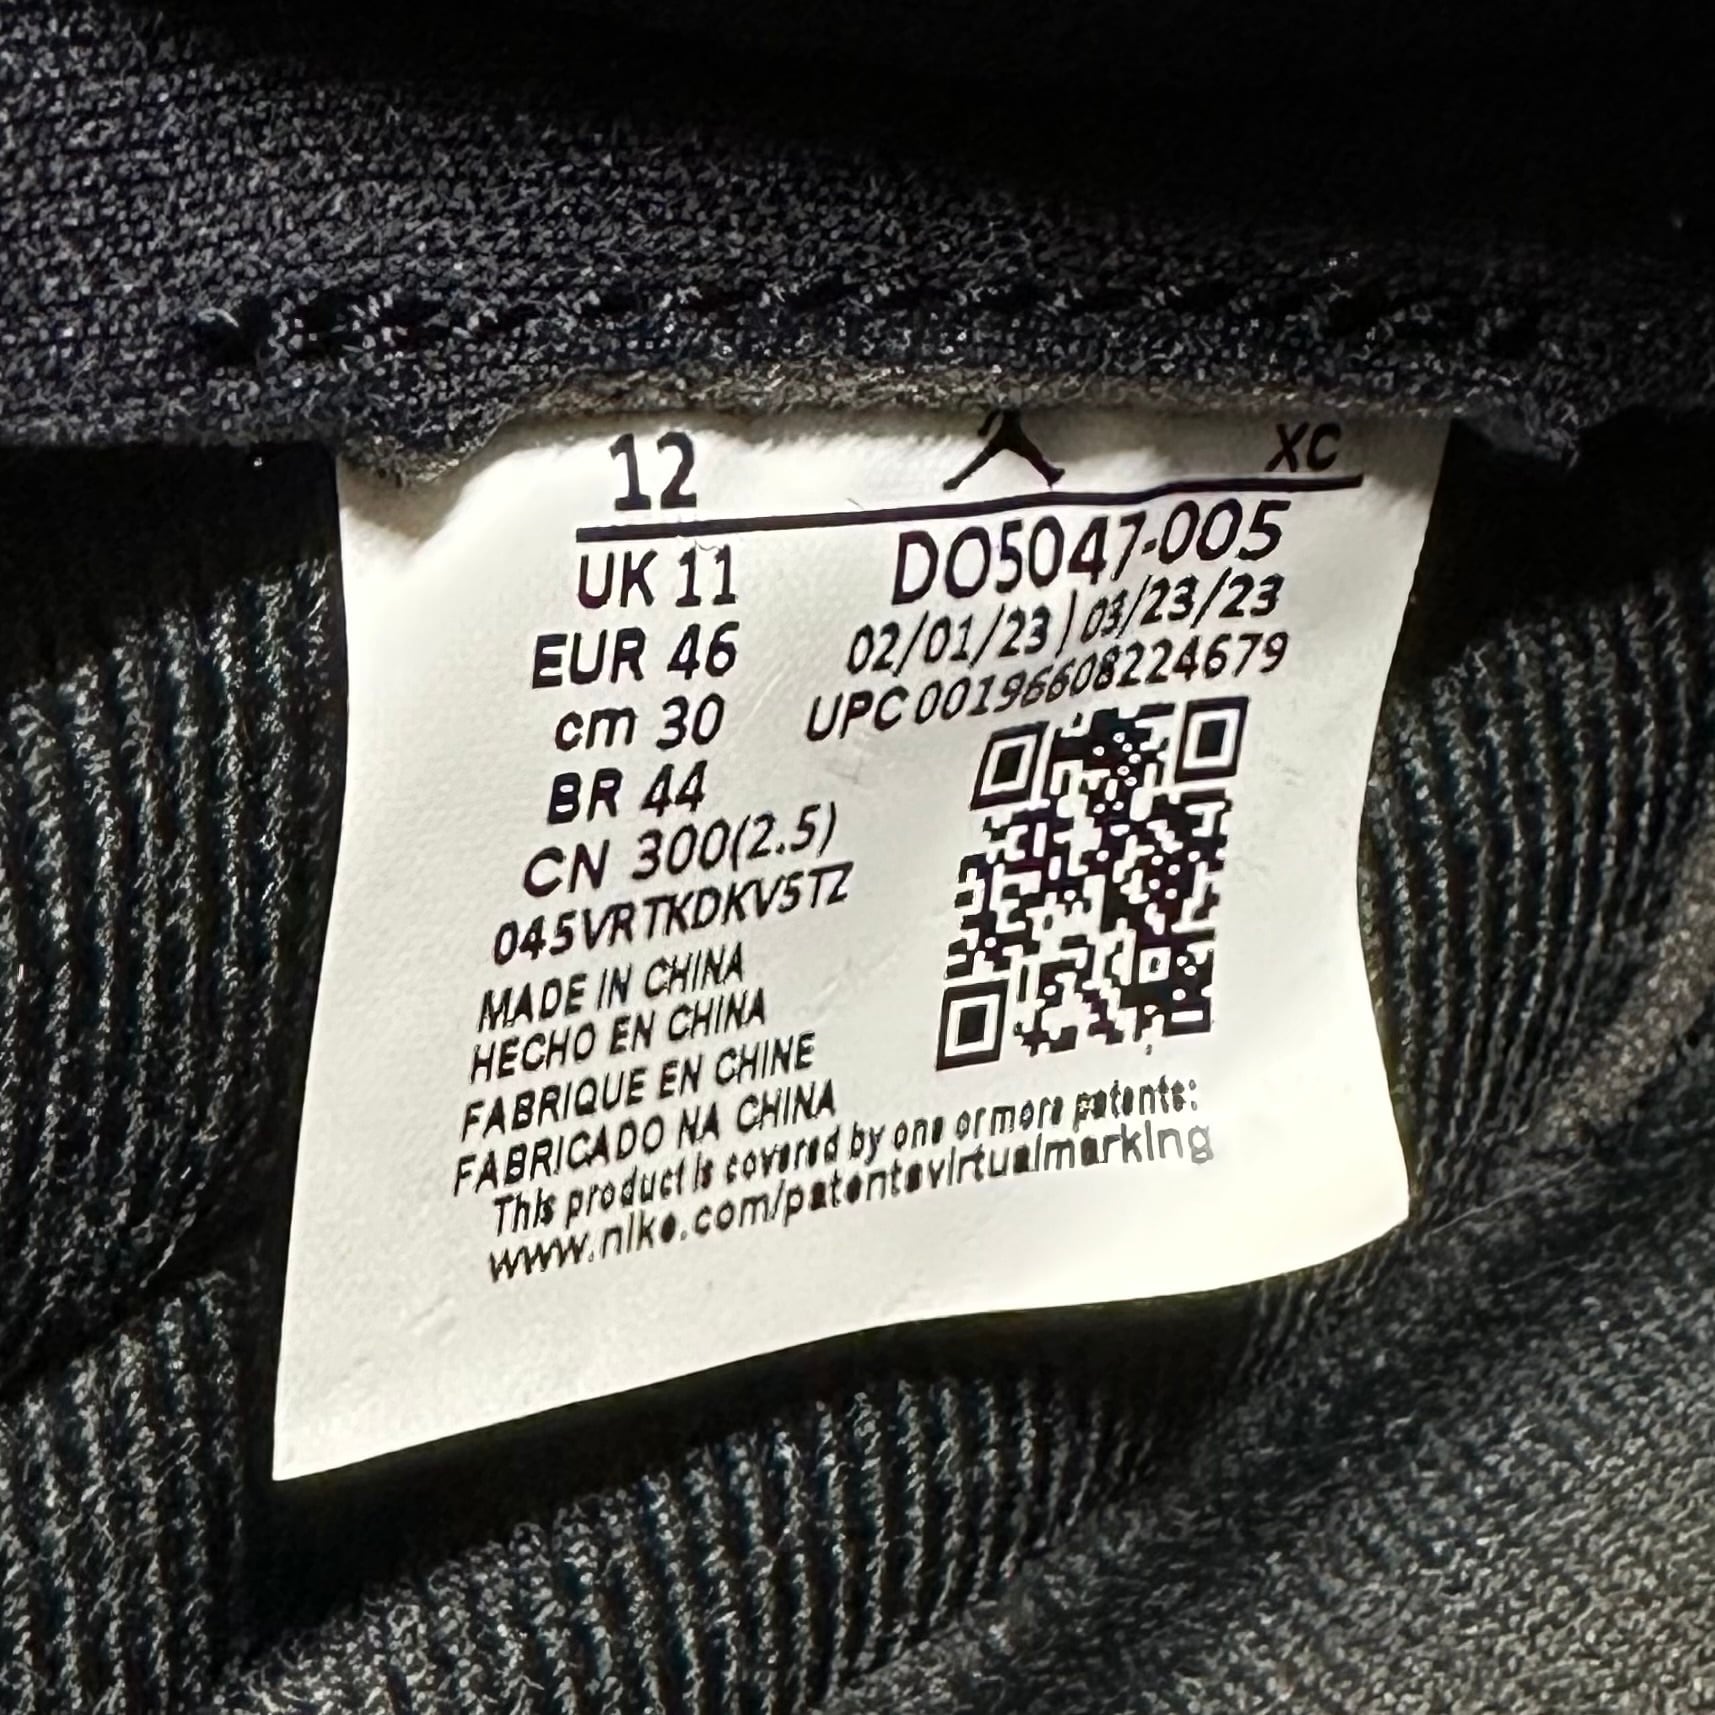 12 XC
UK 11 DO5047-005
EUR 46 02/01/23 | 03/23/23
cm 30 UPC 00196608224679
BR 44
CN 300(2.5)
045VRTKDKV5TZ
MADE IN CHINA
HECHO EN CHINA
FABRIQUE EN CHINE
FABRICADO NA CHINA
This product is covered by one or more patents:
www.nike.com/patentsvirtualmarking